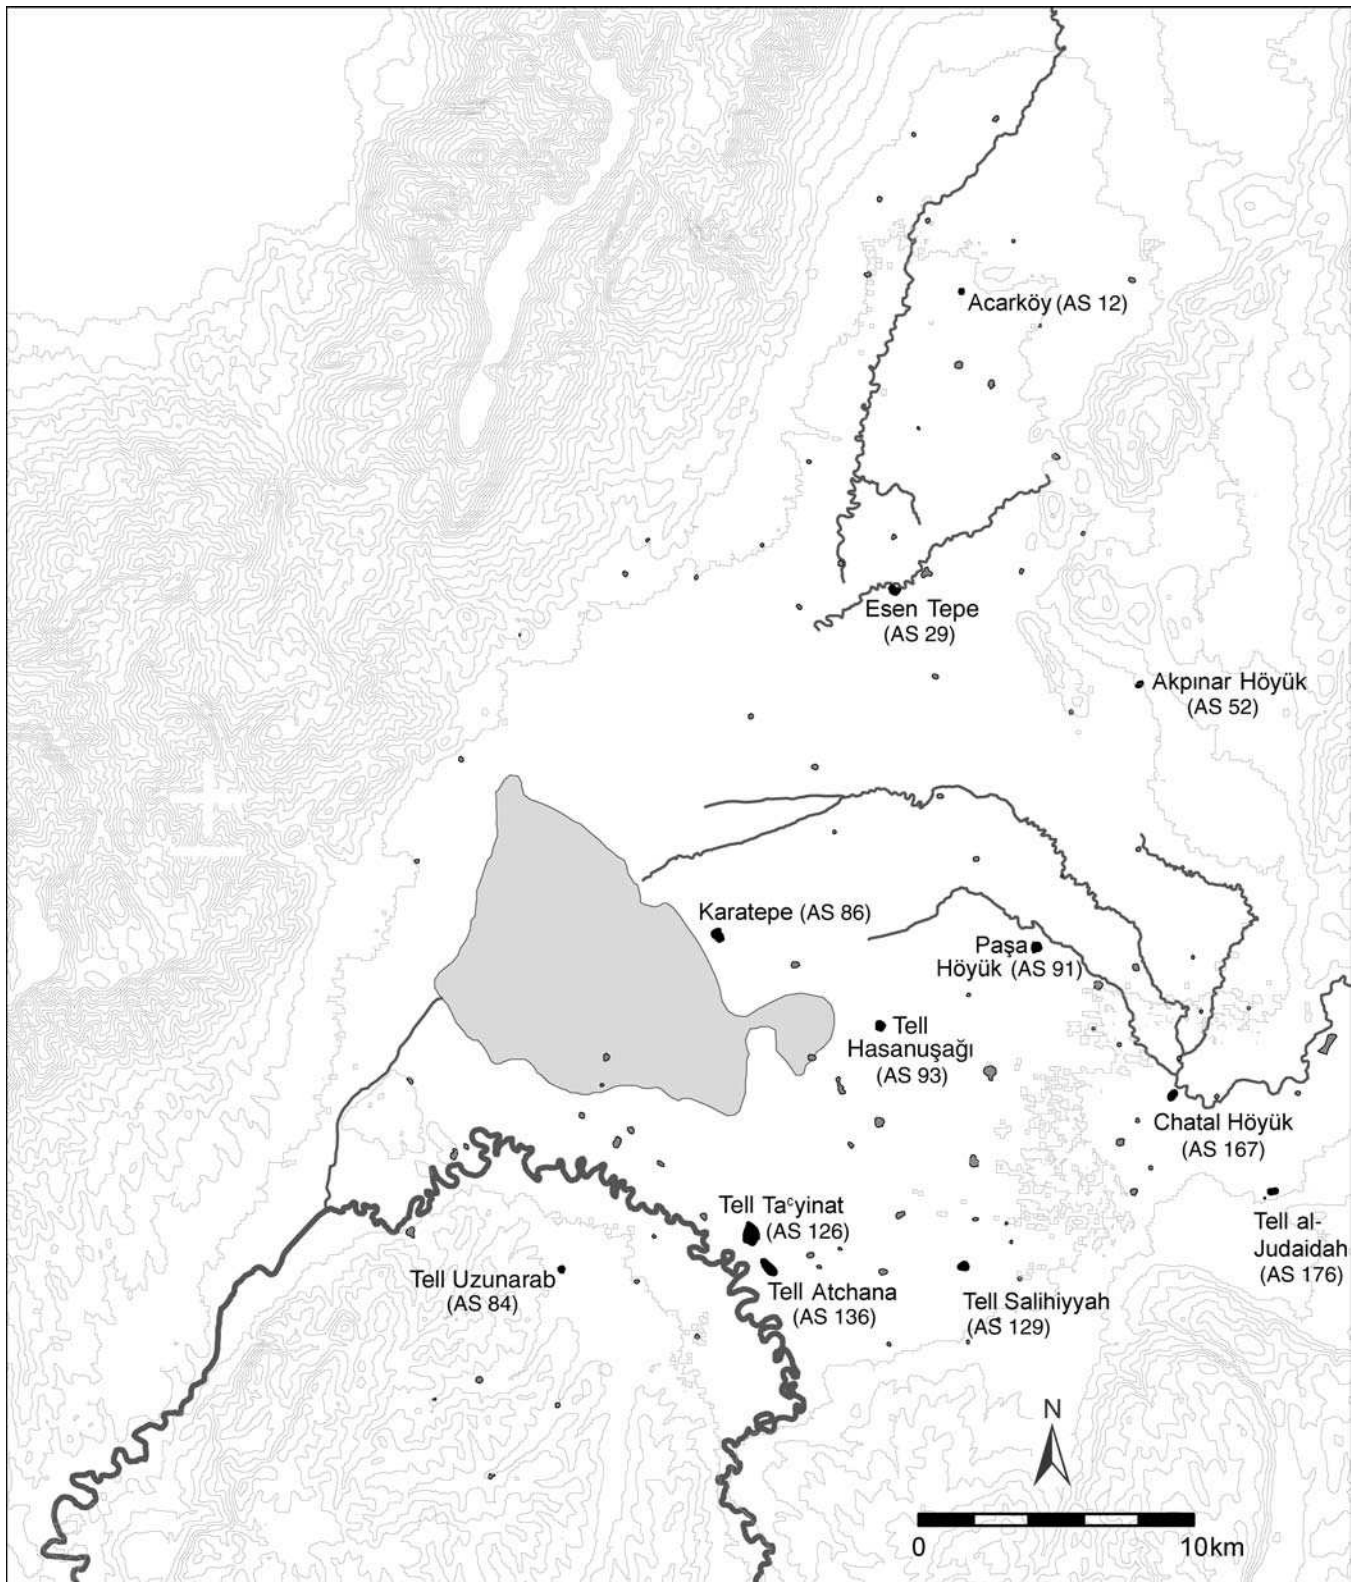 Acarköy (AS 12)
Esen Tepe
(AS 29)
Akpınar Höyük
(AS 52)
Karatepe (AS 86)
Paşa
Höyük (AS 91)
Tell
Hasanuşağı
(AS 93)
Chatal Höyük
(AS 167)
Tell Taᶜyinat
(AS 126)
Tell al-
Judaidah
(AS 176)
Tell Uzunarab
(AS 84)
Tell Atchana
(AS 136)
Tell Salihiyyah
(AS 129)
N
0 10km